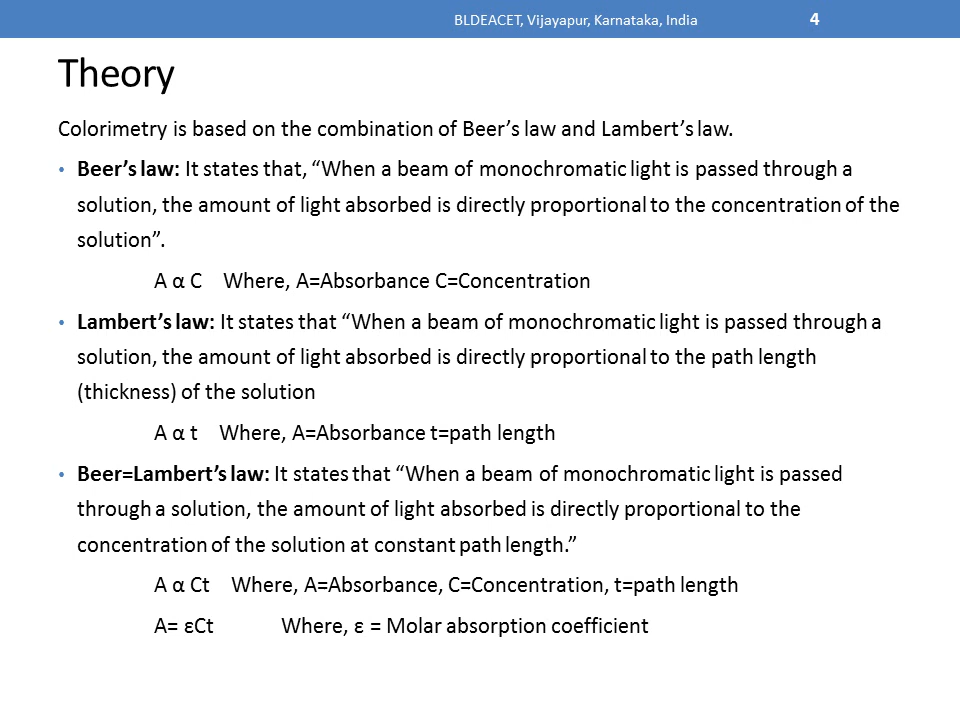 BLDEACET, Vijayapur, Karnataka, India 4
Theory
Colorimetry is based on the combination of Beer’s law and Lambert’s law.
• Beer’s law: It states that, “When a beam of monochromatic light is passed through a
solution, the amount of light absorbed is directly proportional to the concentration of the
solution”.
A α C Where, A=Absorbance C=Concentration
• Lambert’s law: It states that “When a beam of monochromatic light is passed through a
solution, the amount of light absorbed is directly proportional to the path length
(thickness) of the solution
A α t Where, A=Absorbance t=path length
• Beer=Lambert’s law: It states that “When a beam of monochromatic light is passed
through a solution, the amount of light absorbed is directly proportional to the
concentration of the solution at constant path length.”
A α Ct Where, A=Absorbance, C=Concentration, t=path length
A= εCt Where, ε = Molar absorption coefficient